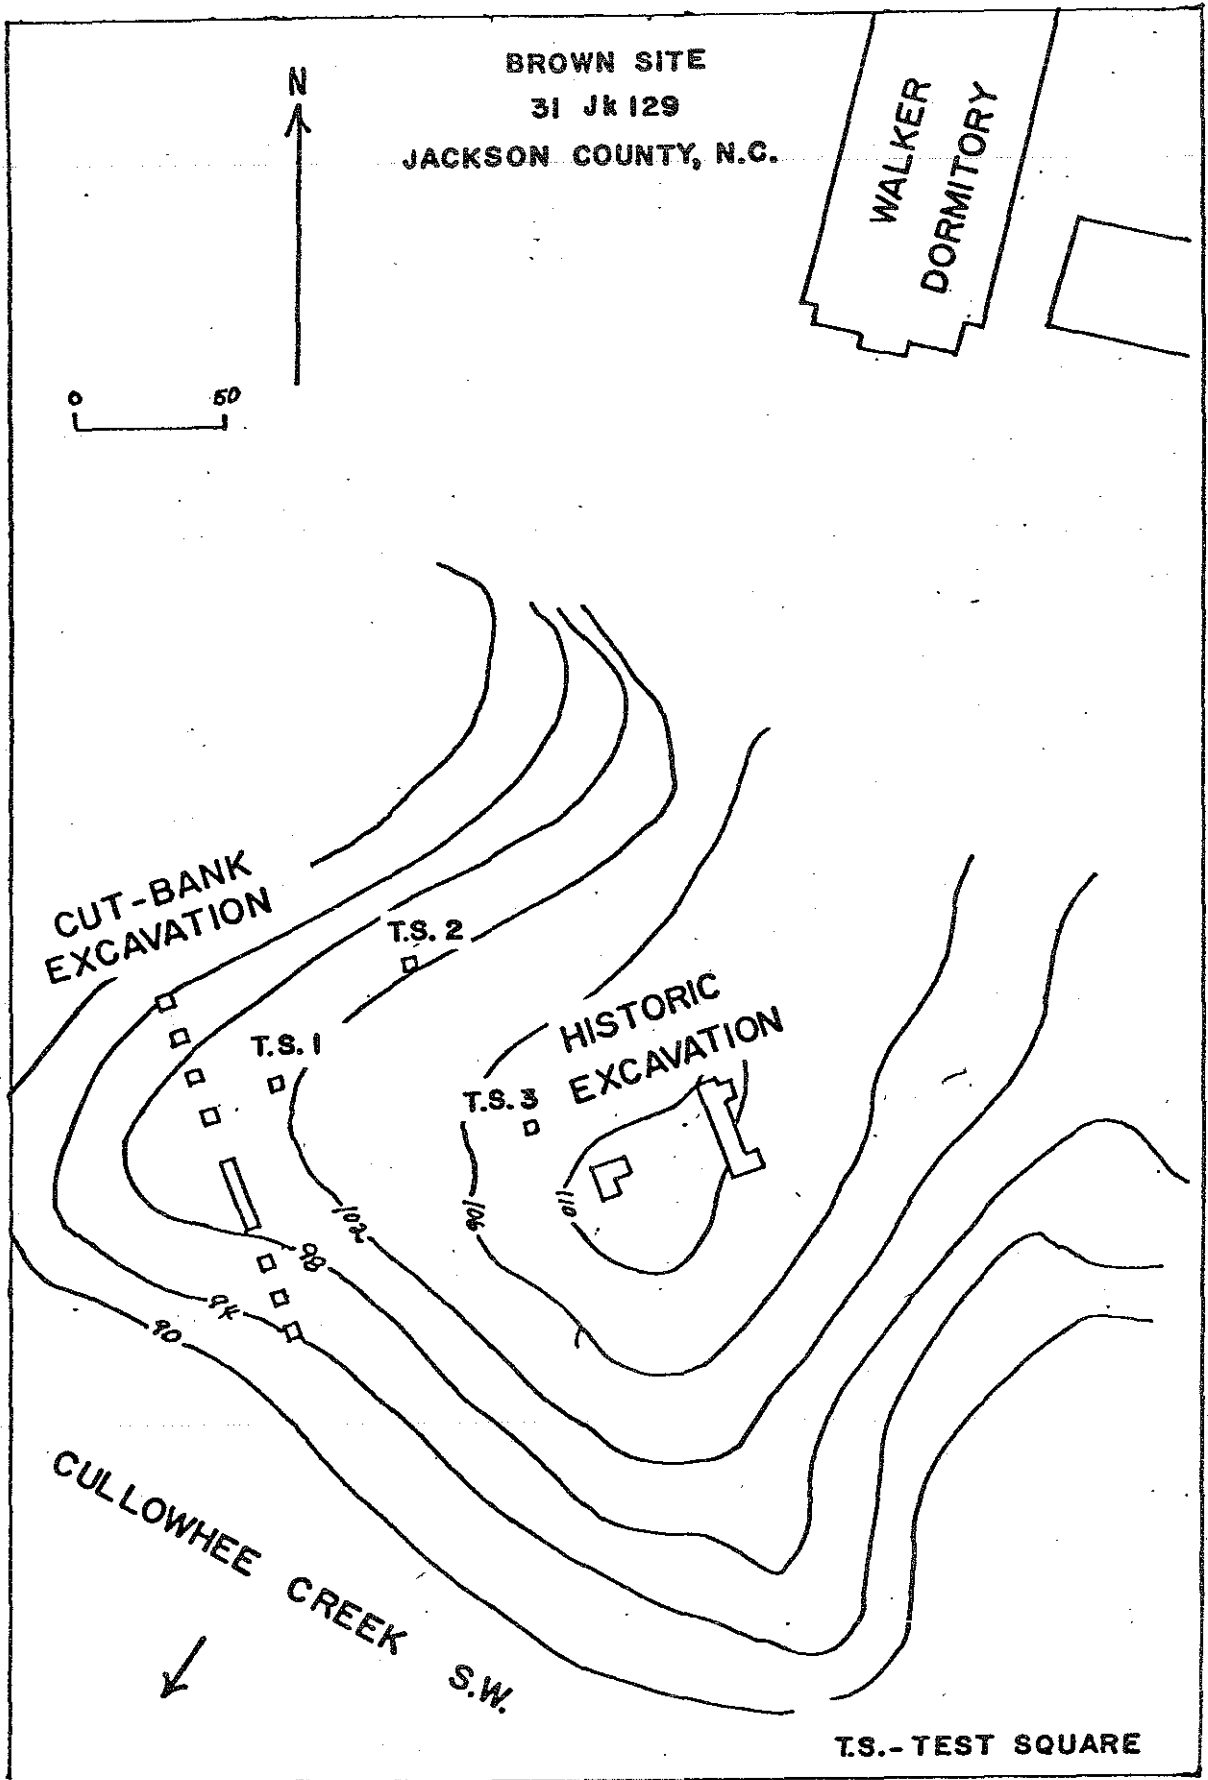 BROWN SITE
31 Jk 129
JACKSON COUNTY, N.C.
N
WALKER
DORMITORY
0 50
CUT-BANK
EXCAVATION
T.S. 2
T.S. 1
HISTORIC
EXCAVATION
T.S. 3
102
106
110
98
94
90
CULLOWHEE CREEK S.W.
T.S.- TEST SQUARE